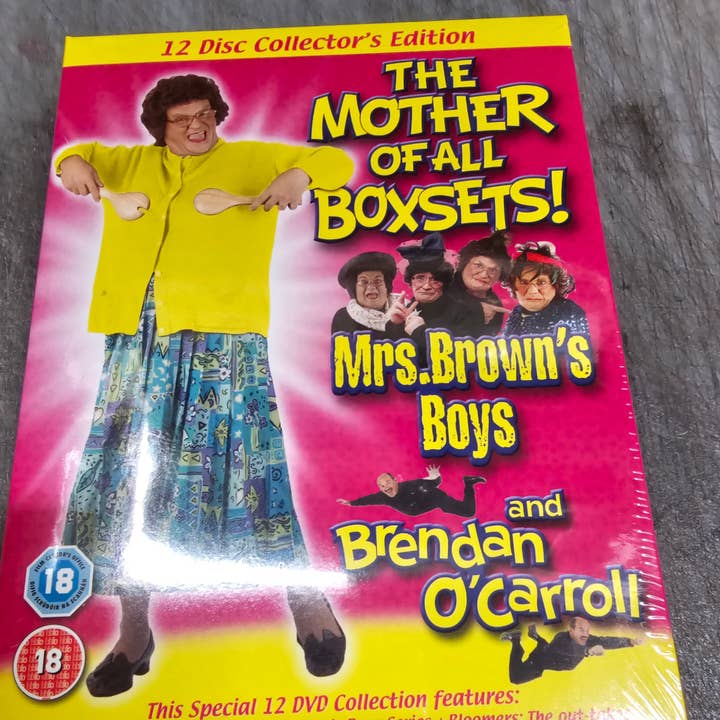 12 Disc Collector's Edition
THE
MOTHER
OF ALL
BOXSETS!
Mrs.Brown's
Boys
and
Brendan
O'Carroll
18
18
This Special 12 DVD Collection features: